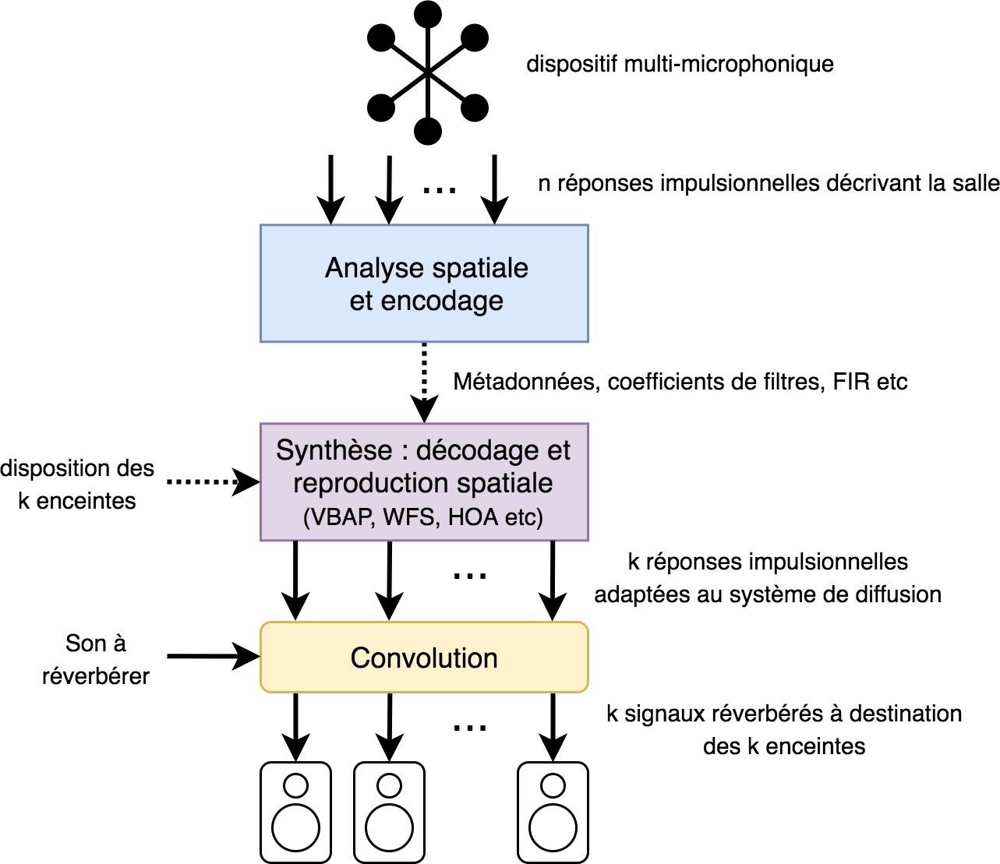 dispositif multi-microphonique
...
n réponses impulsionnelles décrivant la salle
Analyse spatiale
et encodage
Métadonnées, coefficients de filtres, FIR etc
disposition des
k enceintes
Synthèse : décodage et
reproduction spatiale
(VBAP, WFS, HOA etc)
...
k réponses impulsionnelles
adaptées au système de diffusion
Son à
réverbérer
Convolution
...
k signaux réverbérés à destination
des k enceintes